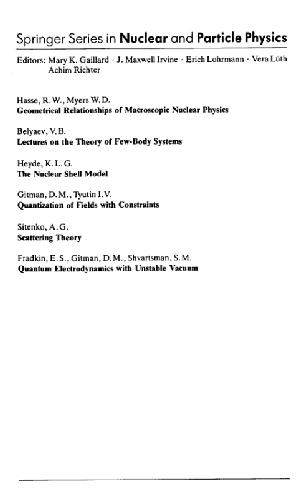 Springer Series in Nuclear and Particle Physics
Editors: Mary K. Gaillard · J. Maxwell Irvine · Erich Lohrmann · Vera Lüth
Achim Richter
Hasse, R. W., Myers W. D.
Geometrical Relationships of Macroscopic Nuclear Physics
Belyaev, V. B.
Lectures on the Theory of Few-Body Systems
Heyde, K. L. G.
The Nuclear Shell Model
Gitman, D. M., Tyutin I. V.
Quantization of Fields with Constraints
Sitenko, A. G.
Scattering Theory
Fradkin, E. S., Gitman, D. M., Shvartsman, S. M.
Quantum Electrodynamics with Unstable Vacuum